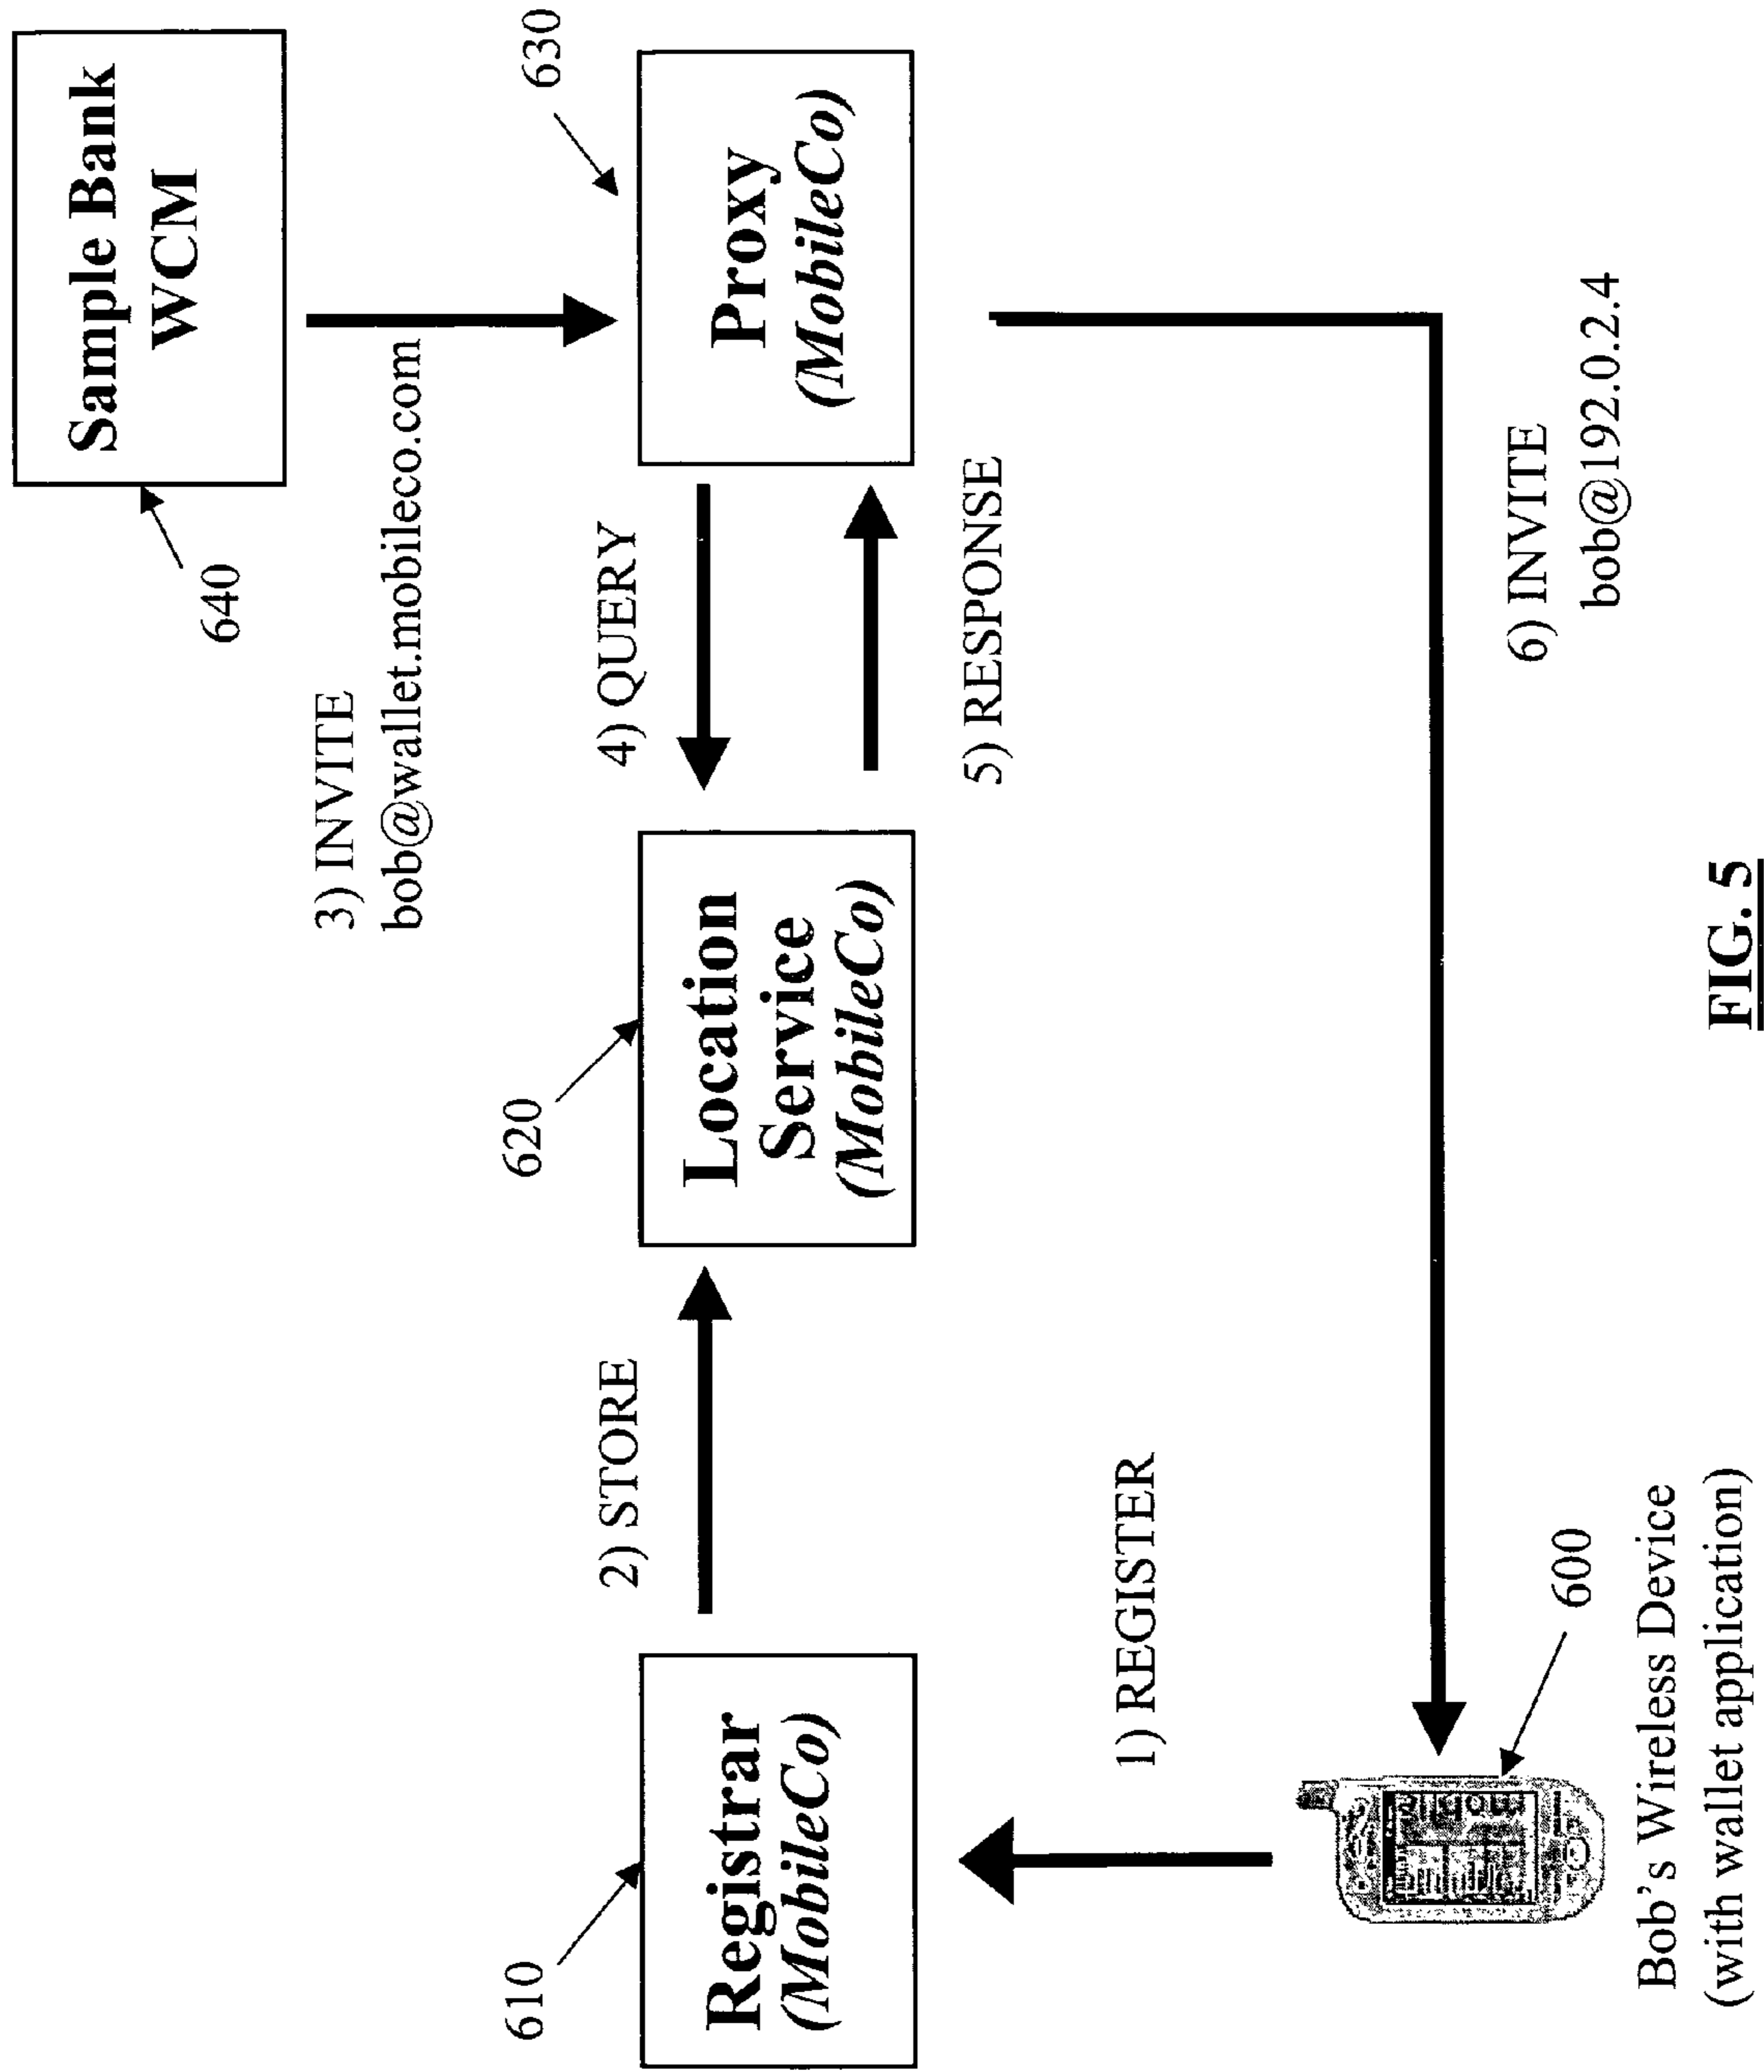 Sample Bank
WCM
640
630
3) INVITE
bob@wallet.mobileco.com
610
Registrar
(MobileCo)
2) STORE
620
Location
Service
(MobileCo)
4) QUERY
5) RESPONSE
Proxy
(MobileCo)
1) REGISTER
6) INVITE
bob@192.0.2.4
600
Bob's Wireless Device
(with wallet application)
FIG. 5